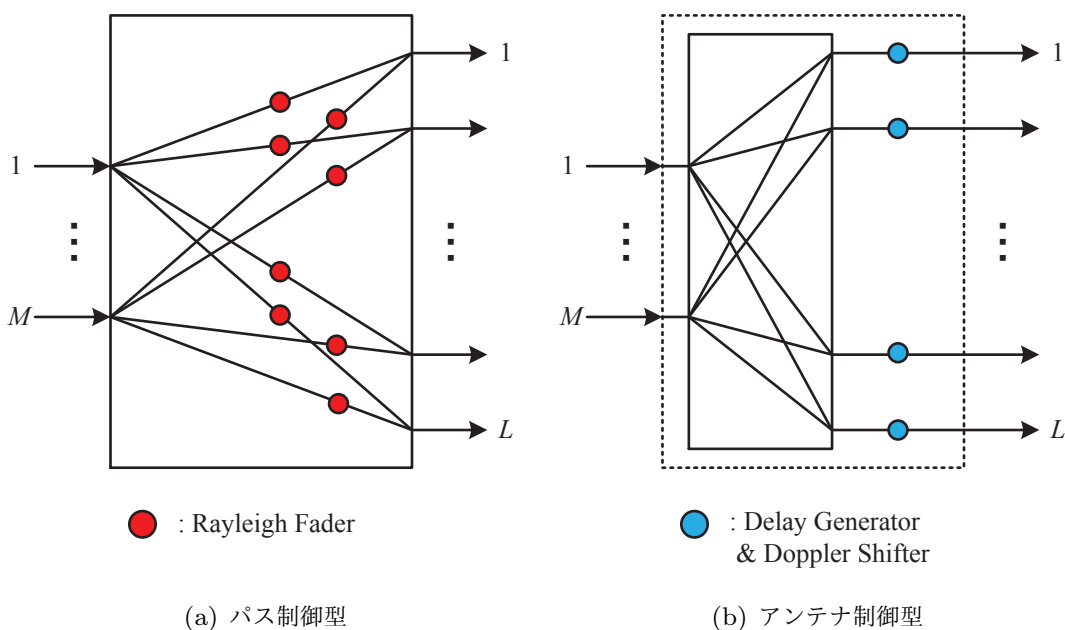 1
1
⋮
M
⋮
L
: Rayleigh Fader
(a) パス制御型
1
1
⋮
M
⋮
L
: Delay Generator
& Doppler Shifter
(b) アンテナ制御型